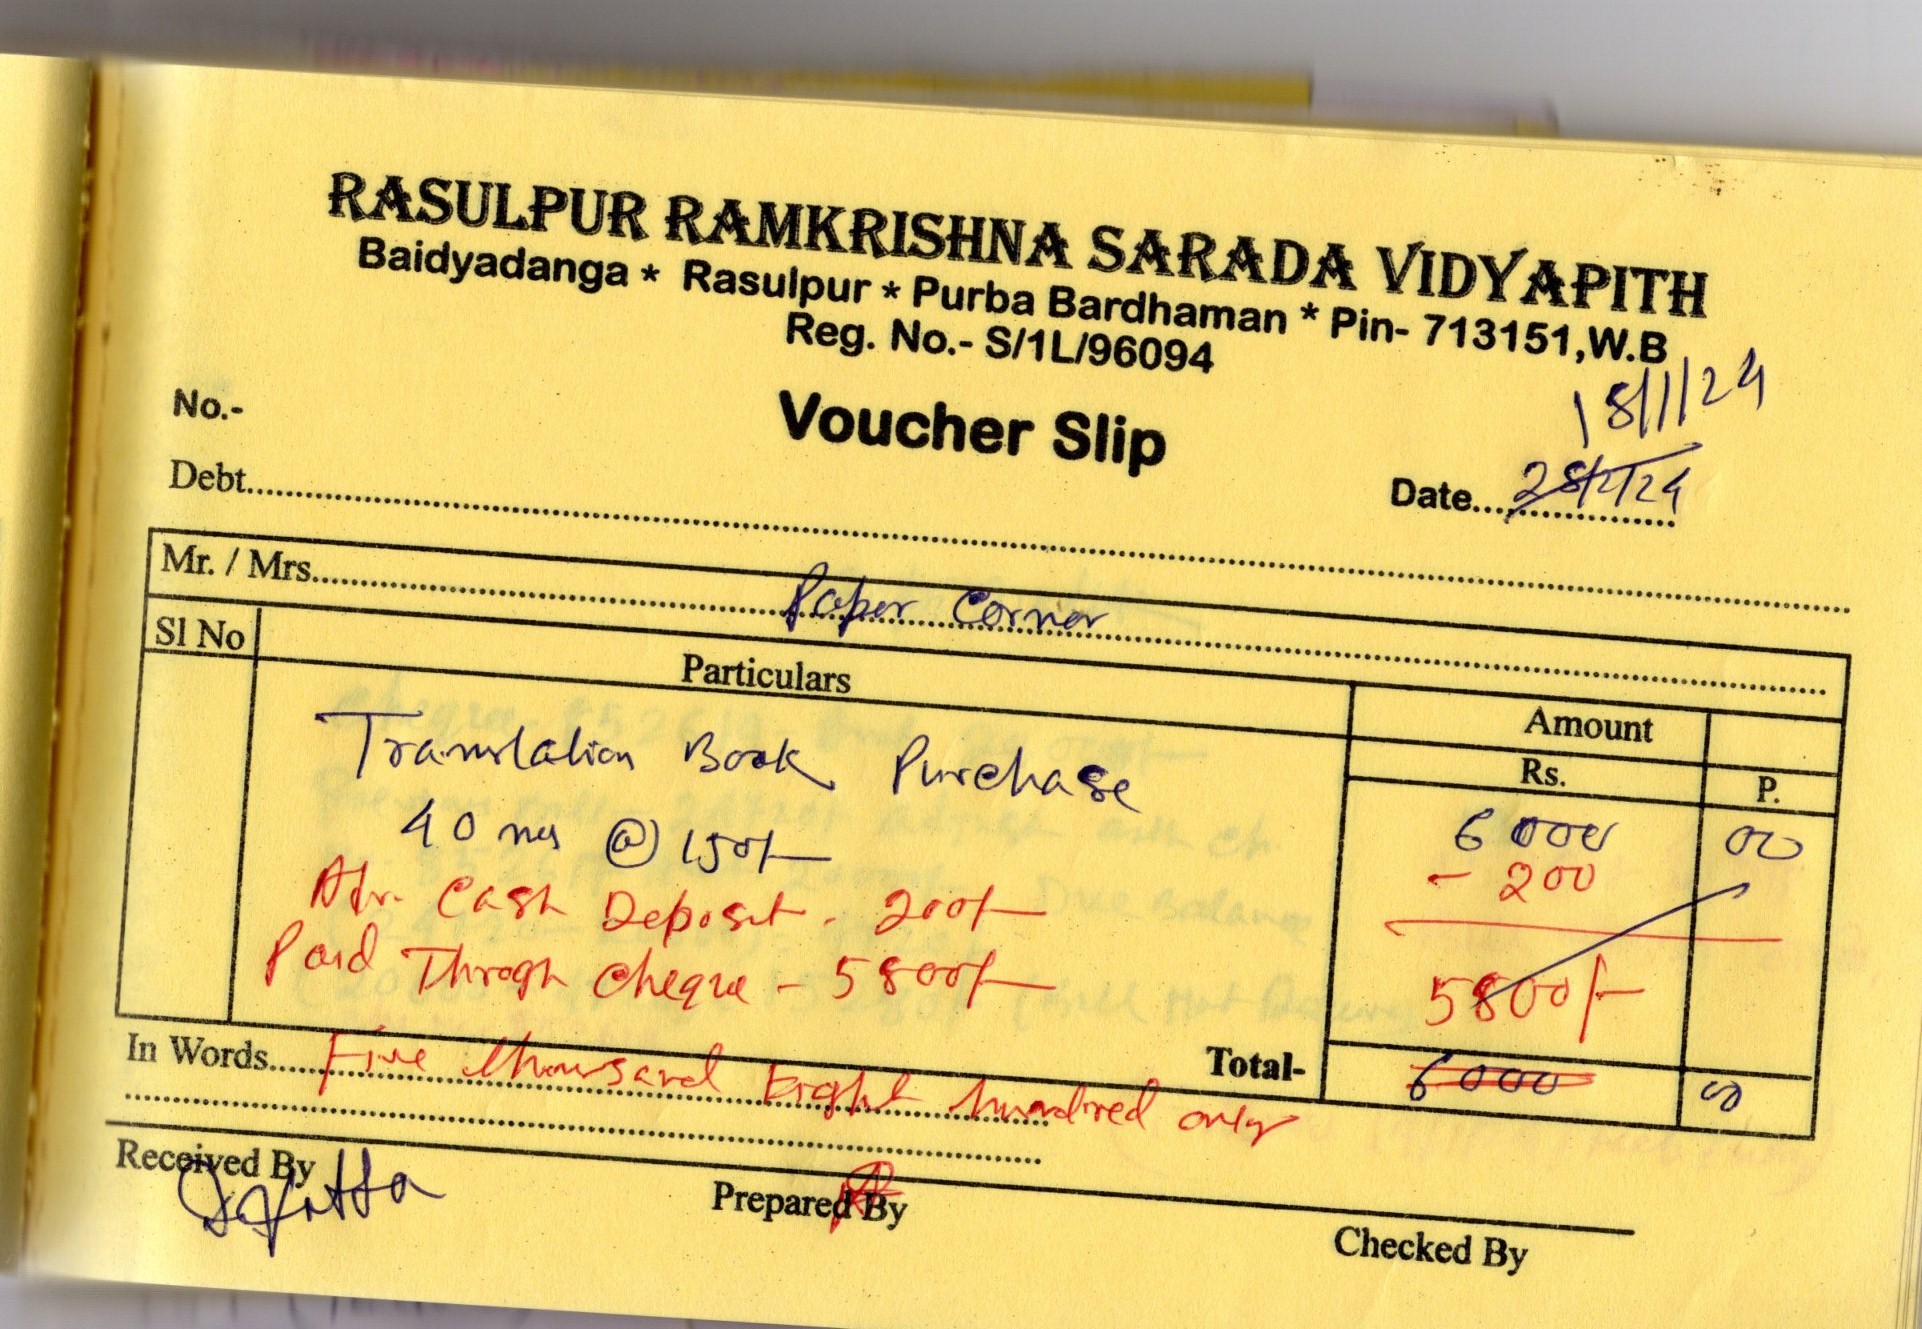 RASULPUR RAMKRISHNA SARADA VIDYAPITH
Baidyadanga * Rasulpur * Purba Bardhaman * Pin- 713151,W.B
Reg. No.- S/1L/96094
18/1/24
No.-
Voucher Slip
Date... 28/2/24
Debt
Mr. / Mrs. Paper Corner
Sl No Particulars Amount
Rs. P.
Translation Book Purchase
40 nos @ 150/- 6000 00
Adv. Cash Deposit - 200/- - 200
Paid Throgh Cheque - 5800/- 5800/-
Total- 6000 00
In Words Five thousand Eight hundred only
Received By
Prepared By
Checked By